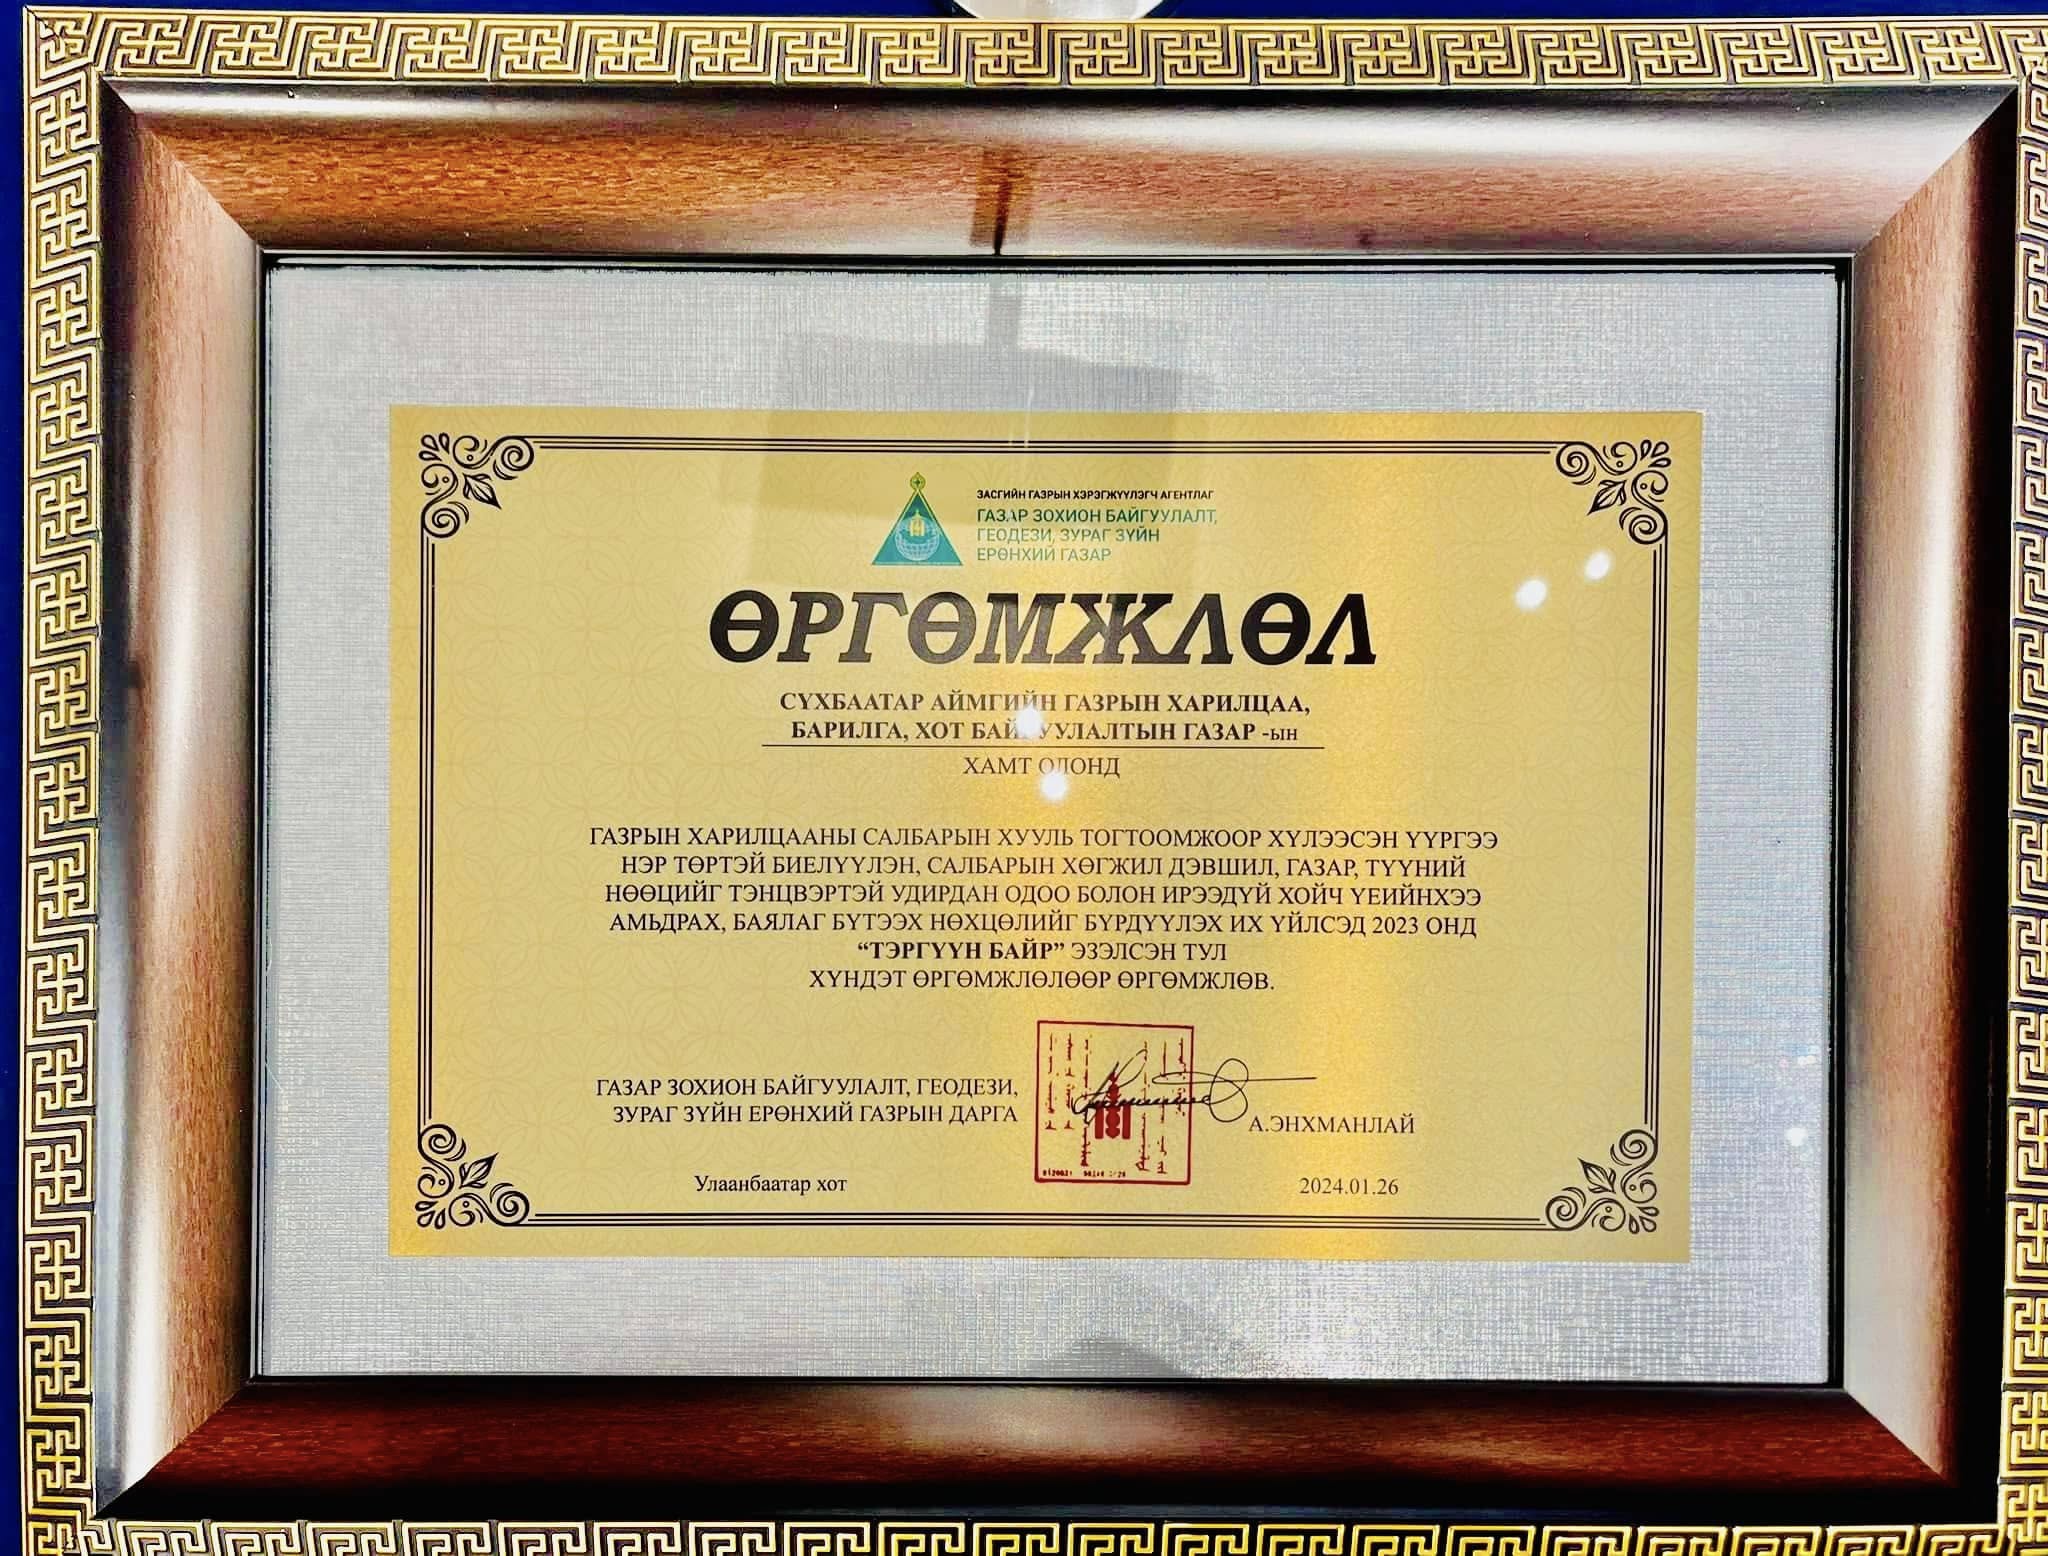 ЗАСГИЙН ГАЗРЫН ХЭРЭГЖҮҮЛЭГЧ АГЕНТЛАГ
ГАЗАР ЗОХИОН БАЙГУУЛАЛТ,
ГЕОДЕЗИ, ЗУРАГ ЗҮЙН
ЕРӨНХИЙ ГАЗАР
ӨРГӨМЖЛӨЛ
СҮХБААТАР АЙМГИЙН ГАЗРЫН ХАРИЛЦАА,
БАРИЛГА, ХОТ БАЙГУУЛАЛТЫН ГАЗАР -ын
ХАМТ ОЛОНД
ГАЗРЫН ХАРИЛЦААНЫ САЛБАРЫН ХУУЛЬ ТОГТООМЖООР ХҮЛЭЭСЭН ҮҮРГЭЭ
НЭР ТӨРТЭЙ БИЕЛҮҮЛЭН, САЛБАРЫН ХӨГЖИЛ ДЭВШИЛ, ГАЗАР, ТҮҮНИЙ
НӨӨЦИЙГ ТЭНЦВЭРТЭЙ УДИРДАН ОДОО БОЛОН ИРЭЭДҮЙ ХОЙЧ ҮЕИЙНХЭЭ
АМЬДРАХ, БАЯЛАГ БҮТЭЭХ НӨХЦӨЛИЙГ БҮРДҮҮЛЭХ ИХ ҮЙЛСЭД 2023 ОНД
“ТЭРГҮҮН БАЙР” ЭЗЭЛСЭН ТУЛ
ХҮНДЭТ ӨРГӨМЖЛӨЛӨӨР ӨРГӨМЖЛӨВ.
ГАЗАР ЗОХИОН БАЙГУУЛАЛТ, ГЕОДЕЗИ,
ЗУРАГ ЗҮЙН ЕРӨНХИЙ ГАЗРЫН ДАРГА
А.ЭНХМАНЛАЙ
Улаанбаатар хот
2024.01.26